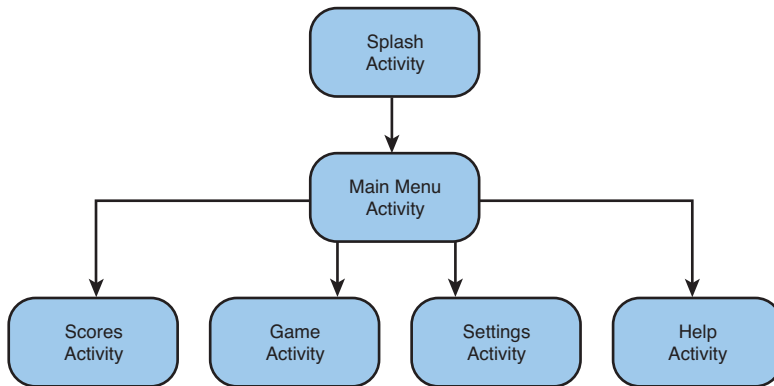 Splash
Activity
Main Menu
Activity
Scores
Activity
Game
Activity
Settings
Activity
Help
Activity